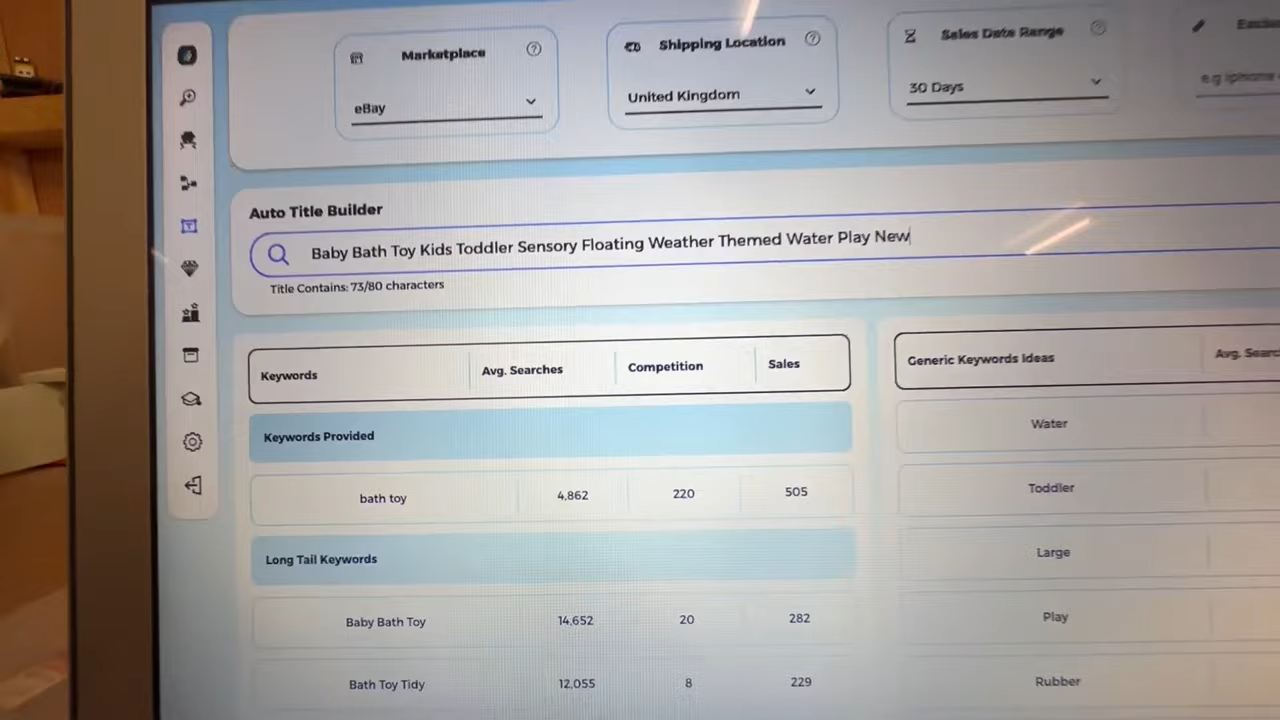 Marketplace
Shipping Location
Sales Date Range
eBay
United Kingdom
30 Days
e.g
Auto Title Builder
Baby Bath Toy Kids Toddler Sensory Floating Weather Themed Water Play New
Title Contains: 73/80 characters
Keywords Avg. Searches Competition Sales
Keywords Provided
bath toy 4,862 220 505
Long Tail Keywords
Baby Bath Toy 14,652 20 282
Bath Toy Tidy 12,055 8 229
Generic Keywords Ideas Avg.
Water
Toddler
Large
Play
Rubber